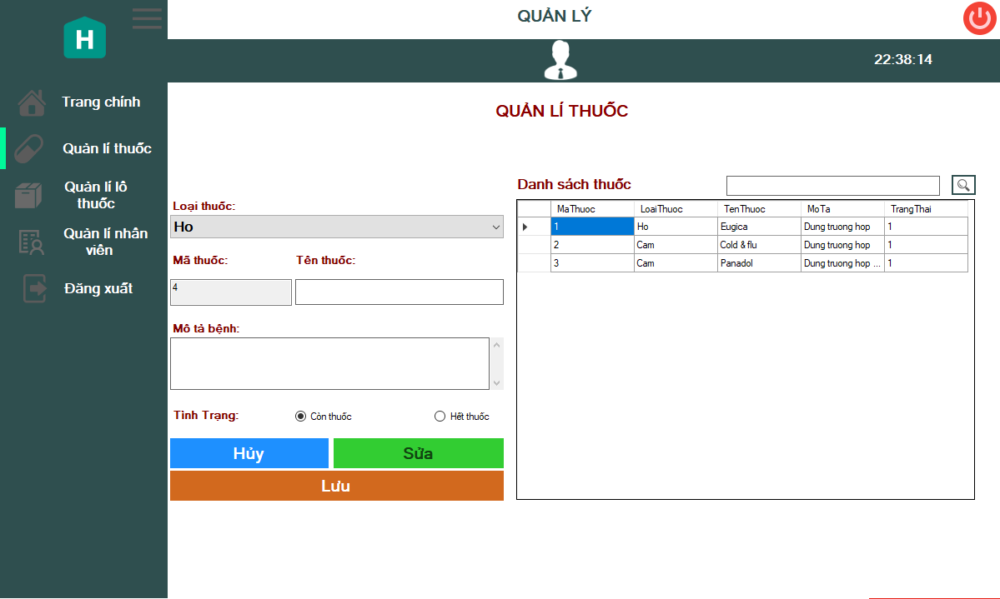 QUẢN LÝ
H
22:38:14
Trang chính
Quản lí thuốc
Quản lí lô
thuốc
Quản lí nhân
viên
Đăng xuất
QUẢN LÍ THUỐC
Loại thuốc:
Ho
Mã thuốc:
Tên thuốc:
4
Mô tả bệnh:
Tình Trạng:
Còn thuốc
Hết thuốc
Hủy
Sửa
Lưu
Danh sách thuốc
MaThuoc LoaiThuoc TenThuoc MoTa TrangThai
1 Ho Eugica Dung truong hop 1
2 Cam Cold & flu Dung truong hop 1
3 Cam Panadol Dung truong hop ... 1